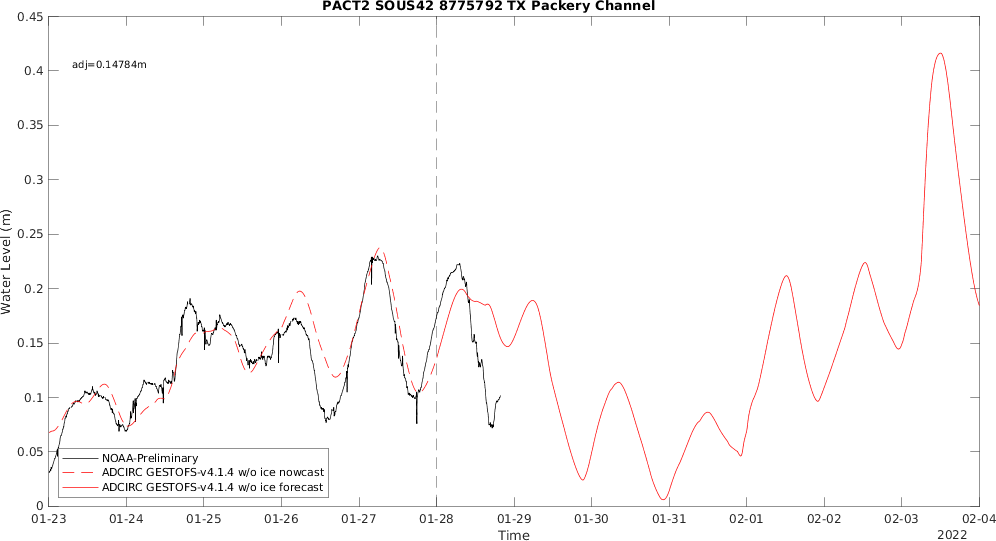 PACT2 SOUS42 8775792 TX Packery Channel
adj=0.14784m
Water Level (m)
0.45
0.4
0.35
0.3
0.25
0.2
0.15
0.1
0.05
0
NOAA-Preliminary
ADCIRC GESTOFS-v4.1.4 w/o ice nowcast
ADCIRC GESTOFS-v4.1.4 w/o ice forecast
01-23 01-24 01-25 01-26 01-27 01-28 01-29 01-30 01-31 02-01 02-02 02-03 02-04
Time
2022